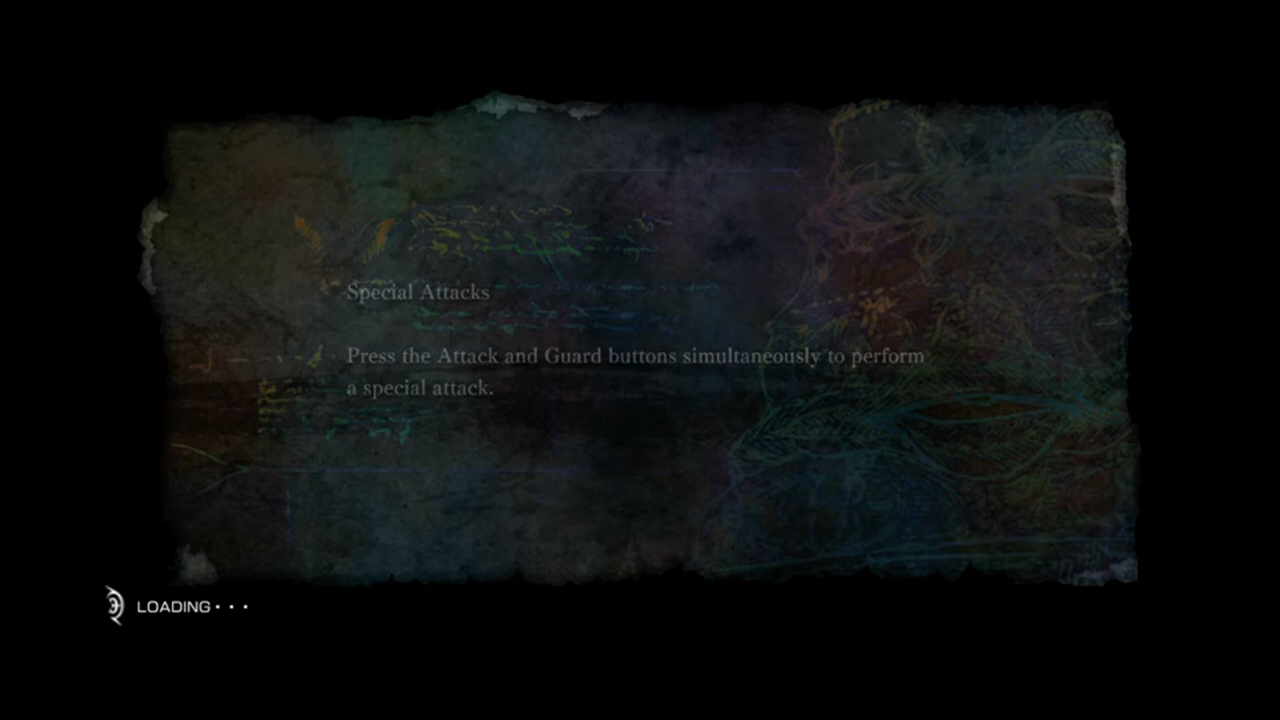 Special Attacks
Press the Attack and Guard buttons simultaneously to perform
a special attack.
LOADING · · ·